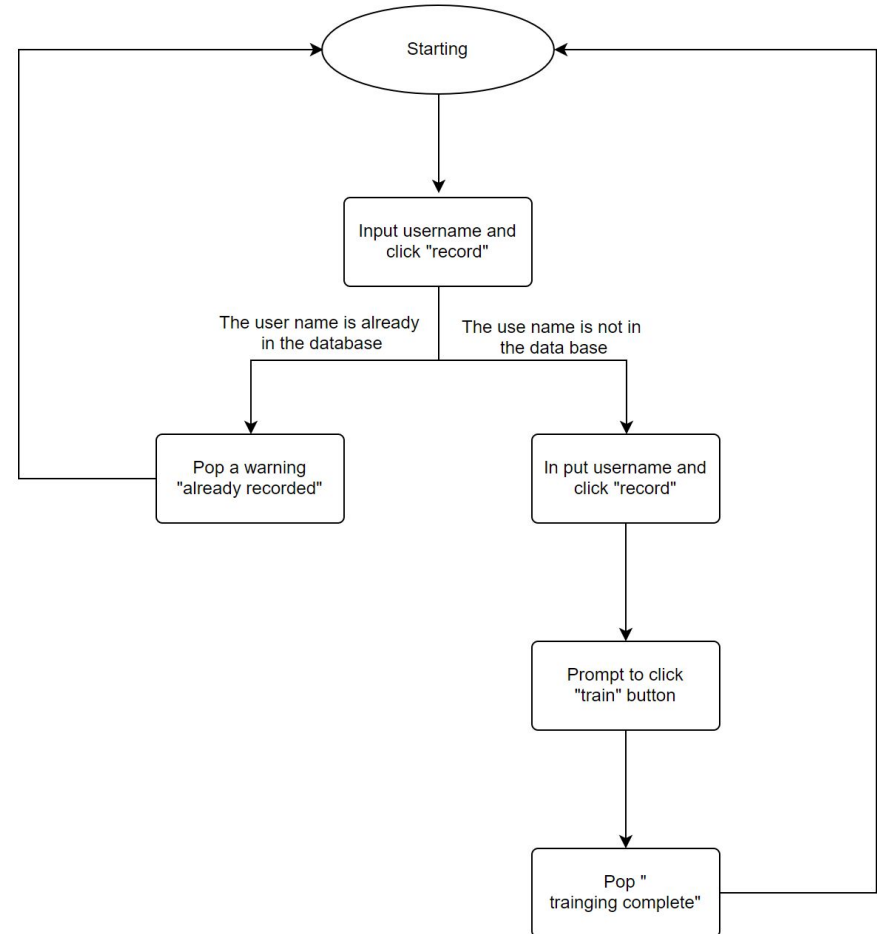 Starting
Input username and
click "record"
The user name is already
in the database
The use name is not in
the data base
Pop a warning
"already recorded"
In put username and
click "record"
Prompt to click
"train" button
Pop "
trainging complete"